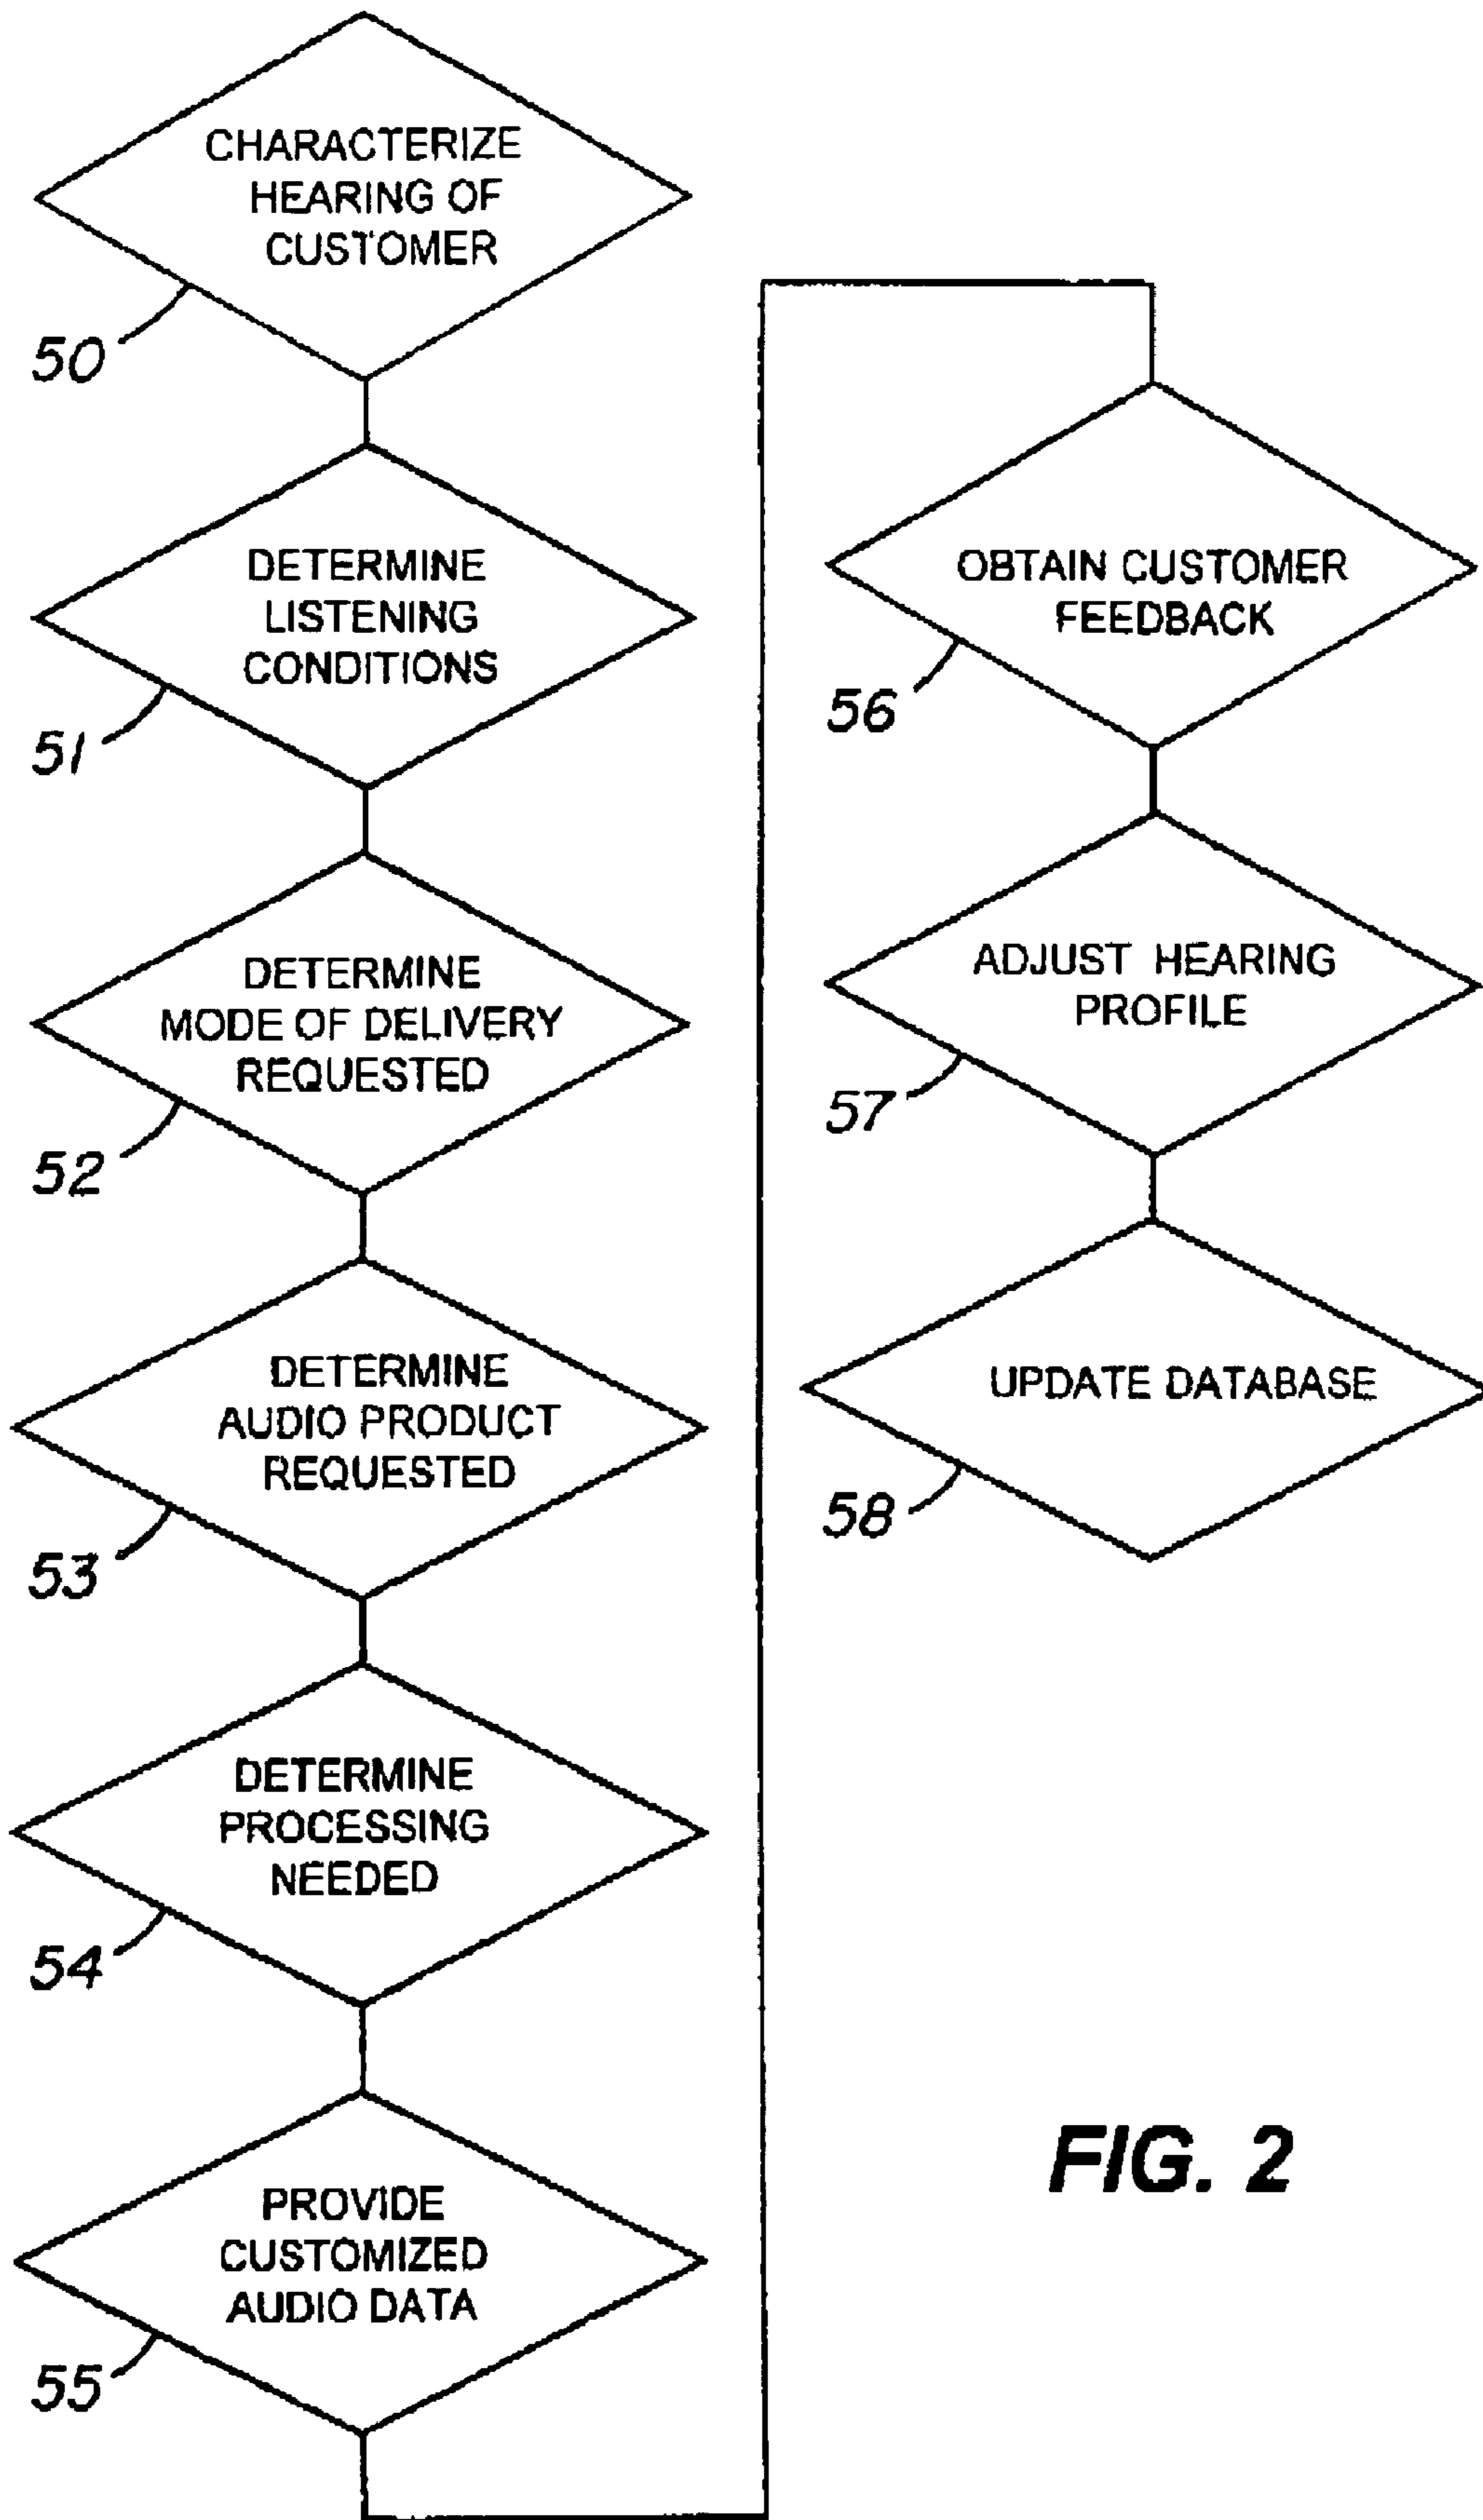 CHARACTERIZE
HEARING OF
CUSTOMER
50
DETERMINE
LISTENING
CONDITIONS
51
DETERMINE
MODE OF DELIVERY
REQUESTED
52
DETERMINE
AUDIO PRODUCT
REQUESTED
53
DETERMINE
PROCESSING
NEEDED
54
PROVIDE
CUSTOMIZED
AUDIO DATA
55
OBTAIN CUSTOMER
FEEDBACK
56
ADJUST HEARING
PROFILE
57
UPDATE DATABASE
58
FIG. 2